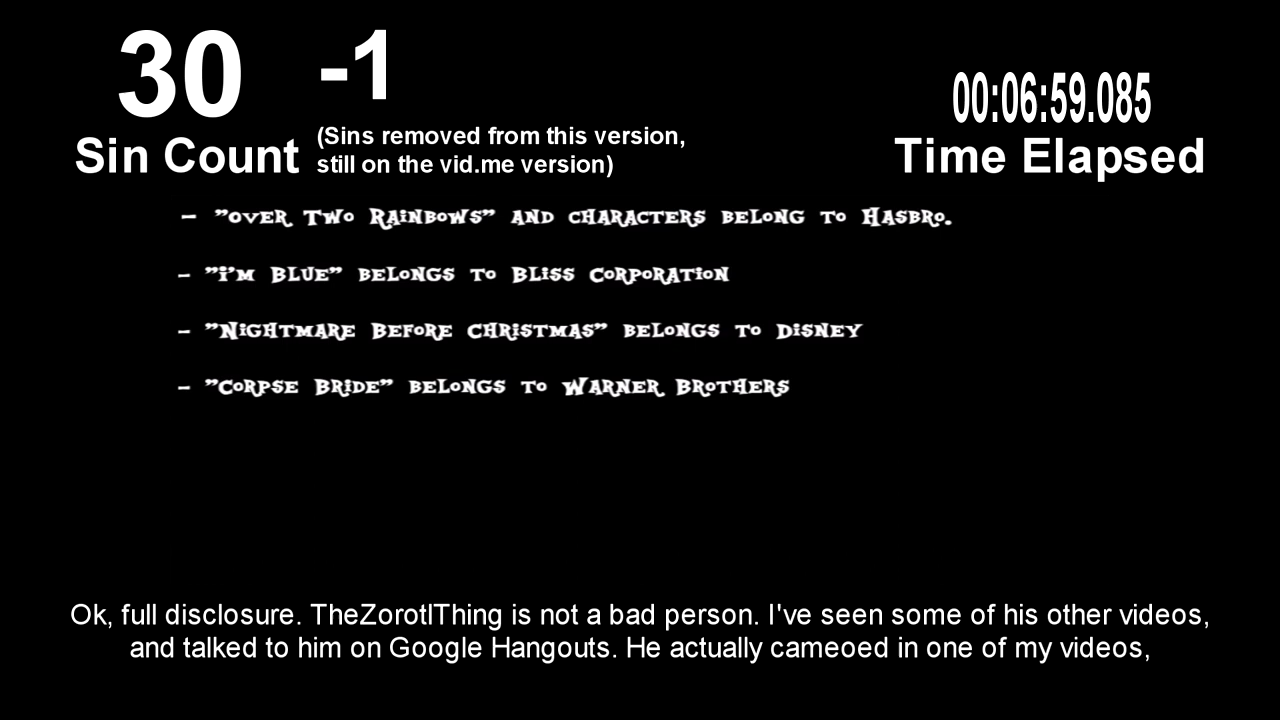 30 -1
00:06:59.085
Sin Count
(Sins removed from this version,
still on the vid.me version)
Time Elapsed
- "Over Two Rainbows" and characters belong to Hasbro.
- "I'm Blue" belongs to Bliss Corporation
- "Nightmare Before Christmas" belongs to Disney
- "Corpse Bride" belongs to Warner Brothers
Ok, full disclosure. TheZorotlThing is not a bad person. I've seen some of his other videos,
and talked to him on Google Hangouts. He actually cameoed in one of my videos,